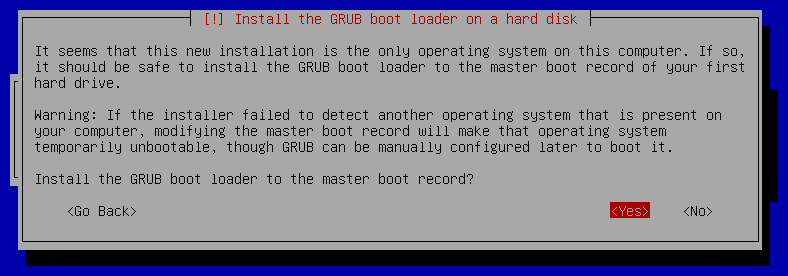 [!] Install the GRUB boot loader on a hard disk
It seems that this new installation is the only operating system on this computer. If so,
it should be safe to install the GRUB boot loader to the master boot record of your first
hard drive.
Warning: If the installer failed to detect another operating system that is present on
your computer, modifying the master boot record will make that operating system
temporarily unbootable, though GRUB can be manually configured later to boot it.
Install the GRUB boot loader to the master boot record?
<Go Back> <Yes> <No>